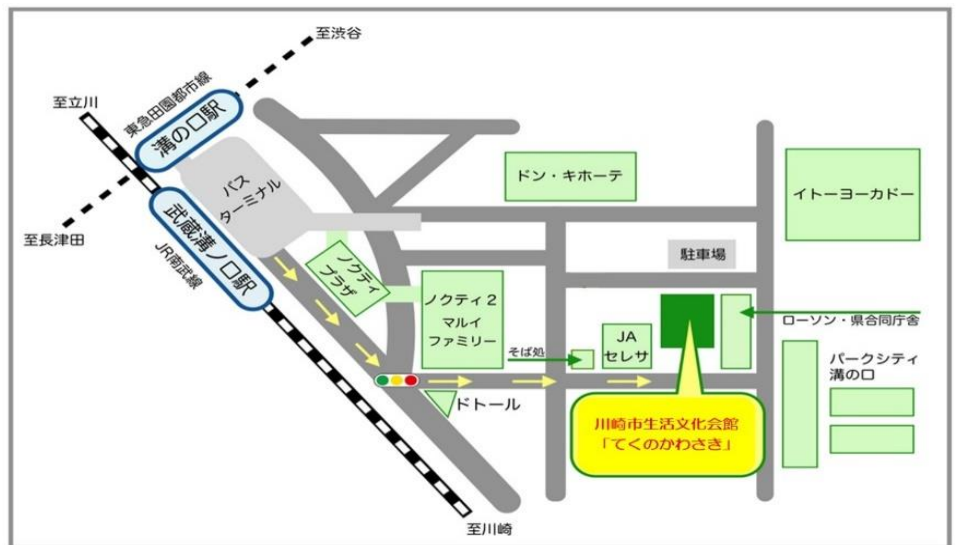 至渋谷
東急田園都市線
至立川
溝の口駅
バス
ターミナル
ドン・キホーテ
イトーヨーカドー
武蔵溝ノ口駅
至長津田
JR南武線
駐車場
ノクティ
プラザ
ノクティ2
マルイ
ファミリー
そば処
JA
セレサ
ローソン・県合同庁舎
パークシティ
溝の口
ドトール
川崎市生活文化会館
「てくのかわさき」
至川崎